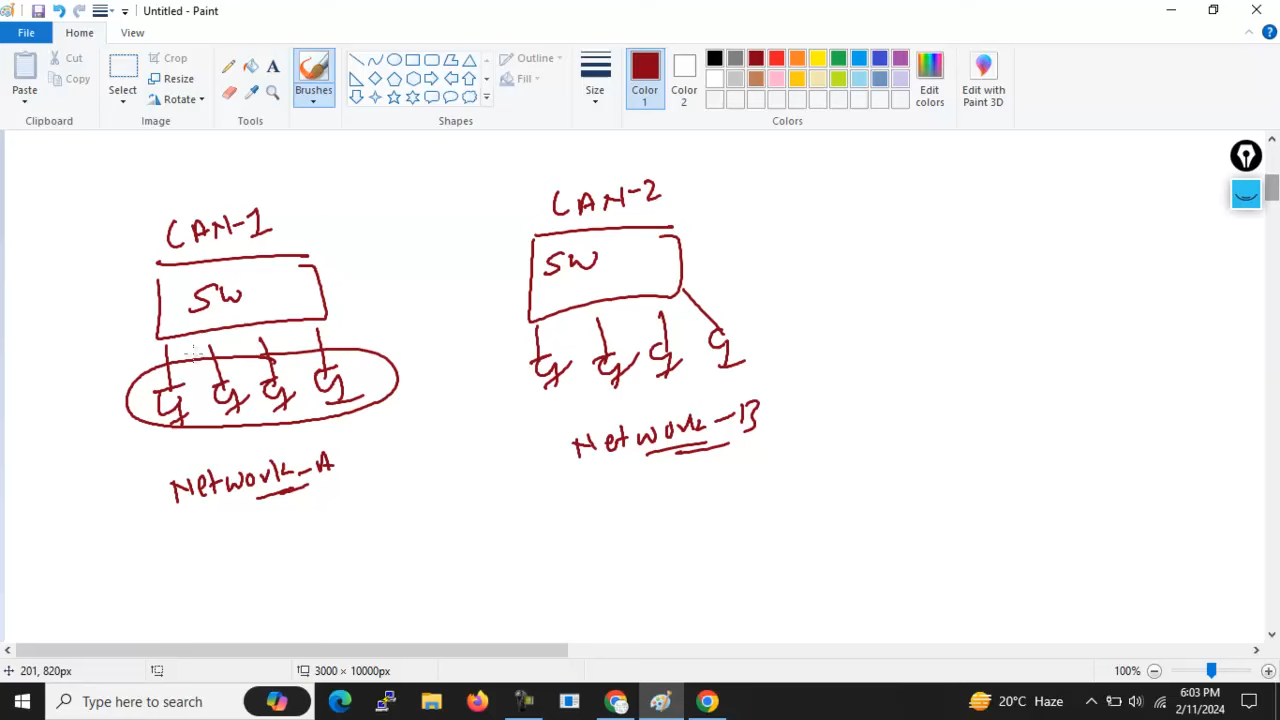 Untitled - Paint
File
Home
View
Paste
Cut
Copy
Clipboard
Select
Crop
Resize
Rotate
Image
Tools
Brushes
Outline
Fill
Shapes
Size
Color 1
Color 2
Edit colors
Colors
Edit with Paint 3D
LAN-1
SW
Network-A
LAN-2
SW
Network-B
201, 820px
3000 × 10000px
100%
Type here to search
20°C Haze
6:03 PM
2/11/2024